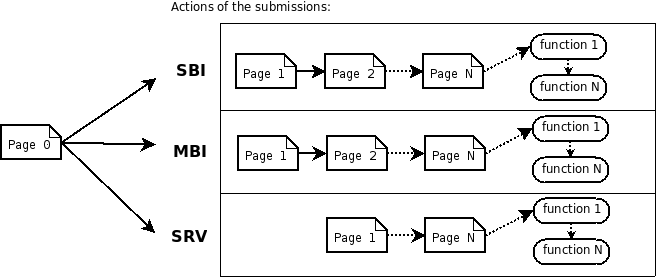 Actions of the submissions:
SBI
Page 1
Page 2
Page N
function 1
function N
Page 0
MBI
Page 1
Page 2
Page N
function 1
function N
SRV
Page 1
Page N
function 1
function N